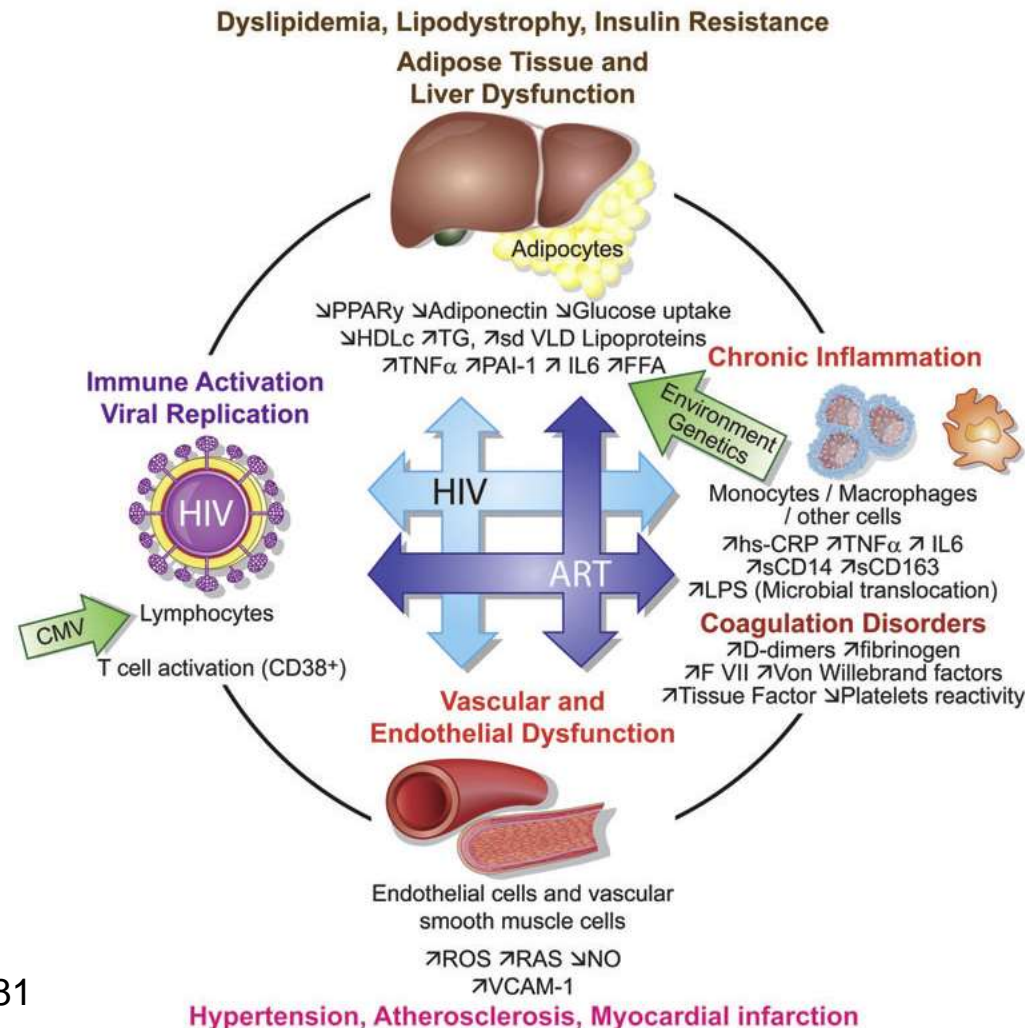 Dyslipidemia, Lipodystrophy, Insulin Resistance
Adipose Tissue and
Liver Dysfunction
Adipocytes
↘PPARy ↘Adiponectin ↘Glucose uptake
↘HDLc ↗TG, ↗sd VLD Lipoproteins
↗TNFα ↗PAI-1 ↗ IL6 ↗FFA
Immune Activation
Viral Replication
HIV
Lymphocytes
CMV
T cell activation (CD38⁺)
HIV
ART
Environment
Genetics
Chronic Inflammation
Monocytes / Macrophages
/ other cells
↗hs-CRP ↗TNFα ↗ IL6
↗sCD14 ↗sCD163
↗LPS (Microbial translocation)
Coagulation Disorders
↗D-dimers ↗fibrinogen
↗F VII ↗Von Willebrand factors
↗Tissue Factor ↘Platelets reactivity
Vascular and
Endothelial Dysfunction
Endothelial cells and vascular
smooth muscle cells
↗ROS ↗RAS ↘NO
↗VCAM-1
Hypertension, Atherosclerosis, Myocardial infarction
31